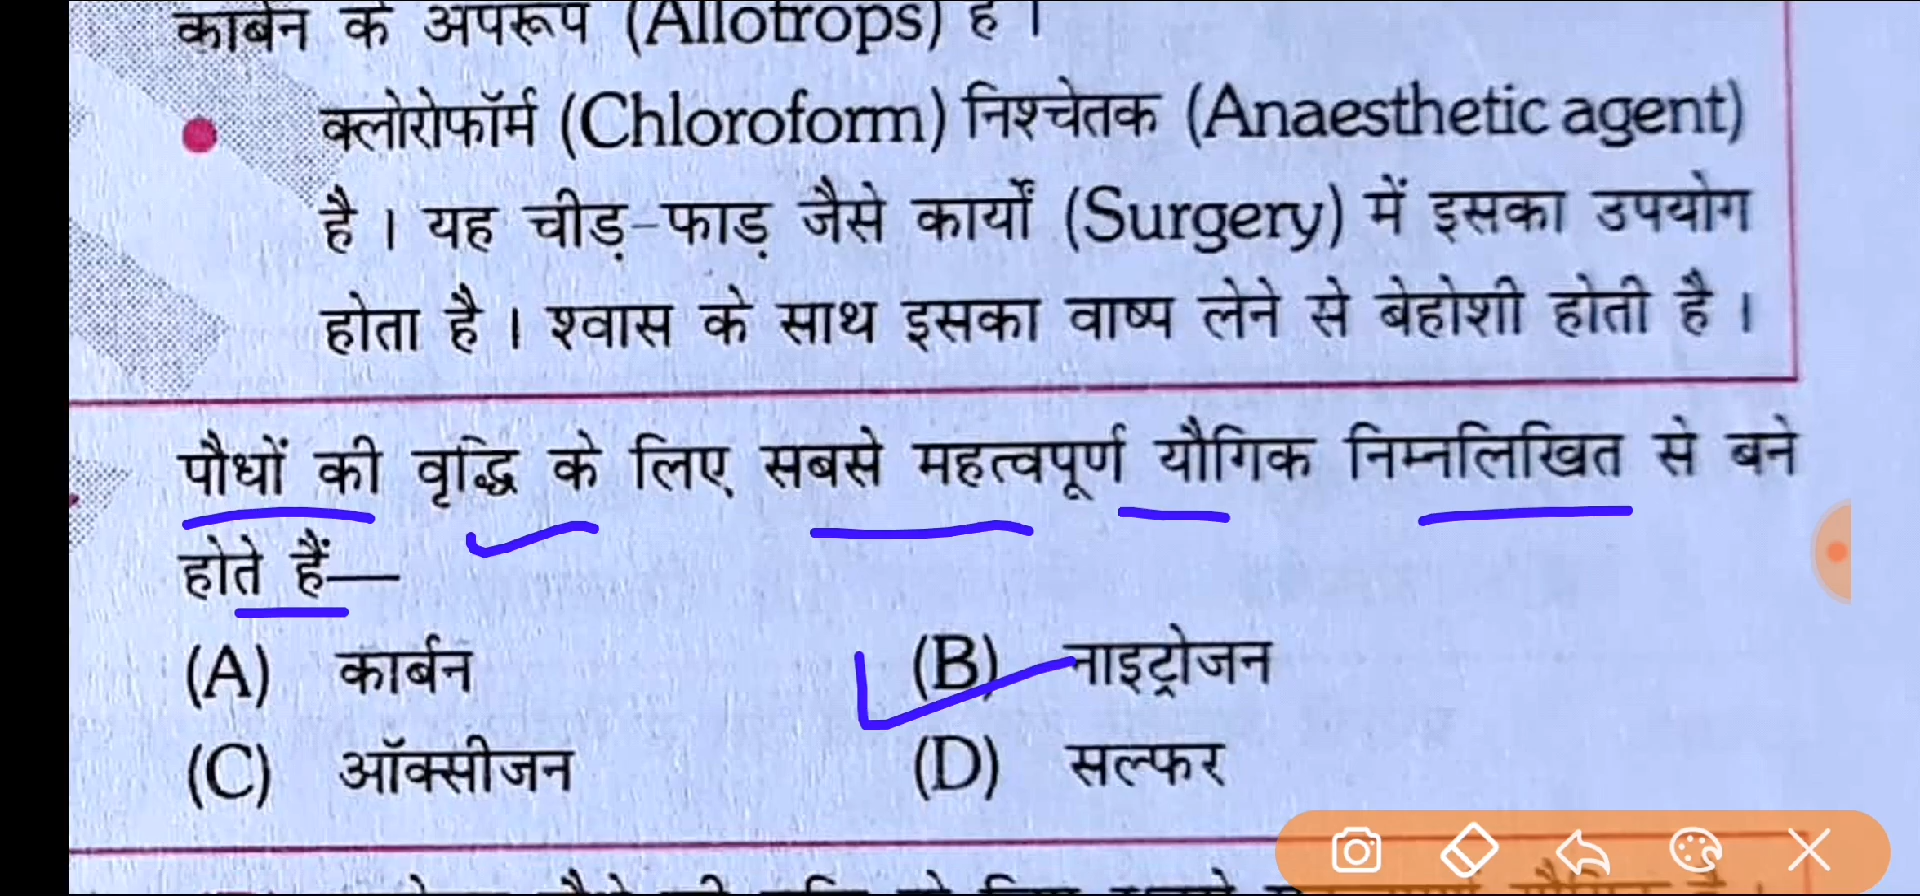 कार्बन के अपरूप (Allotrops) है ।
क्लोरोफॉर्म (Chloroform) निश्चेतक (Anaesthetic agent)
है । यह चीड़-फाड़ जैसे कार्यों (Surgery) में इसका उपयोग
होता है । श्वास के साथ इसका वाष्प लेने से बेहोशी होती है ।
पौधों की वृद्धि के लिए सबसे महत्वपूर्ण यौगिक निम्नलिखित से बने
होते हैं—
(A) कार्बन (B) नाइट्रोजन
(C) ऑक्सीजन (D) सल्फर